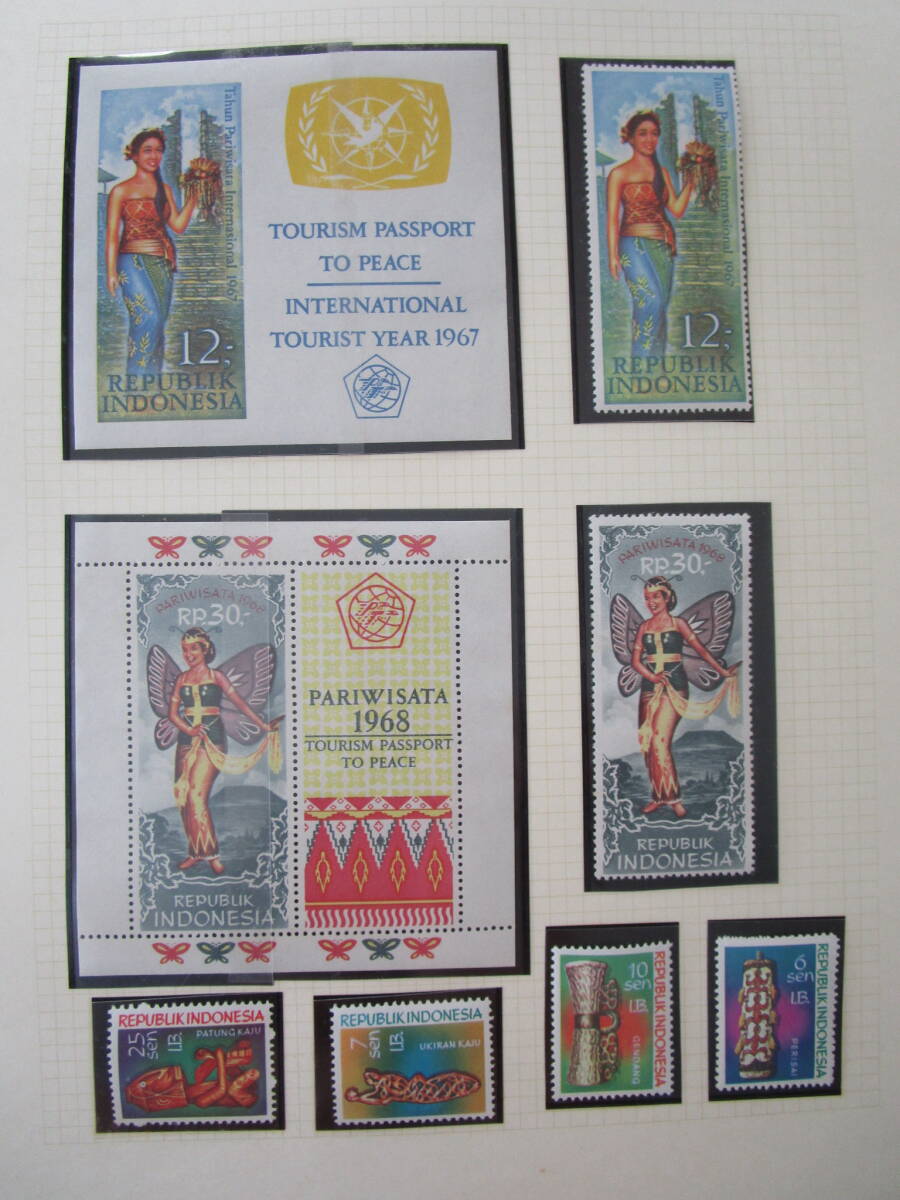 Tahun Pariwisata Internasional 1967
12;-
REPUBLIK
INDONESIA
TOURISM PASSPORT
TO PEACE
INTERNATIONAL
TOURIST YEAR 1967
Tahun Pariwisata Internasional 1967
12;-
REPUBLIK
INDONESIA
PARIWISATA 1968
RP.30,-
REPUBLIK
INDONESIA
PARIWISATA
1968
TOURISM PASSPORT
TO PEACE
PARIWISATA 1968
RP.30,-
REPUBLIK
INDONESIA
REPUBLIK INDONESIA
PATUNG KAJU
25 sen
I.B.
REPUBLIK INDONESIA
UKIRAN KAJU
7 sen
I.B.
10
sen
I.B.
REPUBLIK INDONESIA
GENDANG
6
sen
I.B.
REPUBLIK INDONESIA
PERISAI